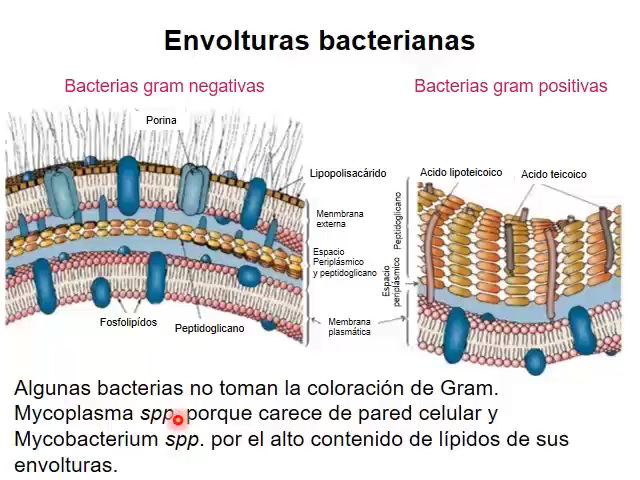 Envolturas bacterianas
Bacterias gram negativas
Bacterias gram positivas
Porina
Lipopolisacárido
Menmbrana
externa
Espacio
Periplásmico
y peptidoglicano
Membrana
plasmática
Fosfolipídos
Peptidoglicano
Acido lipoteicoico
Acido teicoico
Peptidoglicano
Espacio
periplásmico
Algunas bacterias no toman la coloración de Gram.
Mycoplasma spp. porque carece de pared celular y
Mycobacterium spp. por el alto contenido de lípidos de sus
envolturas.